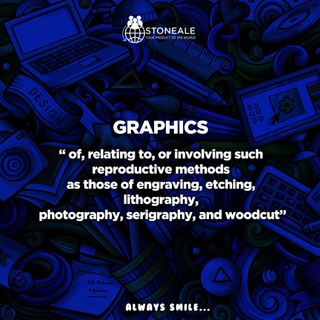 STONEALE
YOUR PRODUCT TO THE WORLD
DESIGN
GRAPHICS
“ of, relating to, or involving such
reproductive methods
as those of engraving, etching,
lithography,
photography, serigraphy, and woodcut”
ALWAYS SMILE...